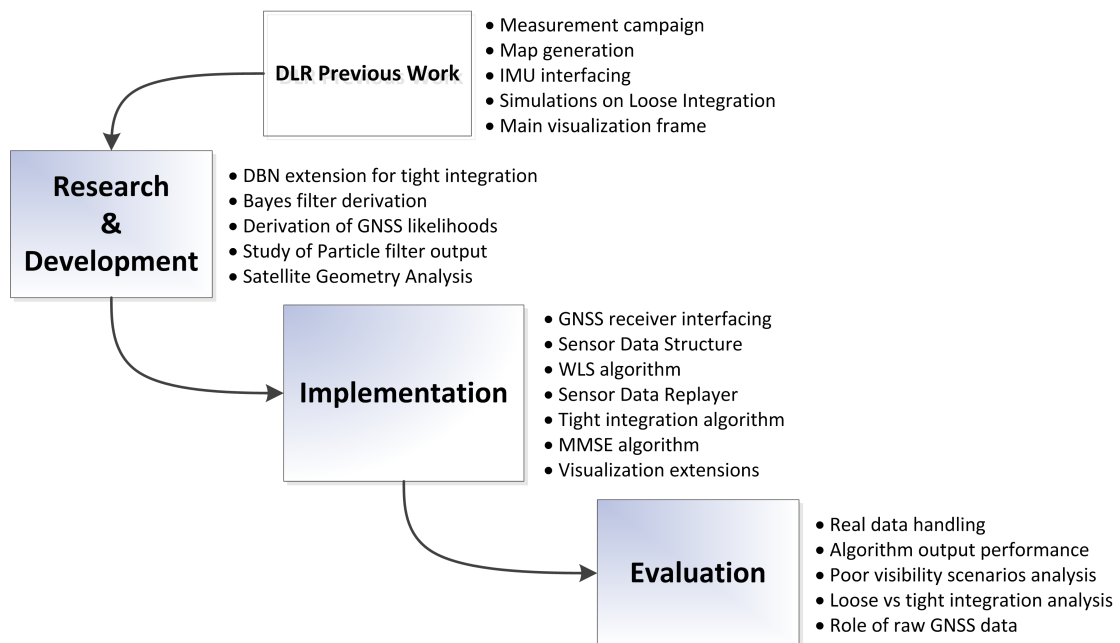 DLR Previous Work
• Measurement campaign
• Map generation
• IMU interfacing
• Simulations on Loose Integration
• Main visualization frame
Research
&
Development
• DBN extension for tight integration
• Bayes filter derivation
• Derivation of GNSS likelihoods
• Study of Particle filter output
• Satellite Geometry Analysis
Implementation
• GNSS receiver interfacing
• Sensor Data Structure
• WLS algorithm
• Sensor Data Replayer
• Tight integration algorithm
• MMSE algorithm
• Visualization extensions
Evaluation
• Real data handling
• Algorithm output performance
• Poor visibility scenarios analysis
• Loose vs tight integration analysis
• Role of raw GNSS data